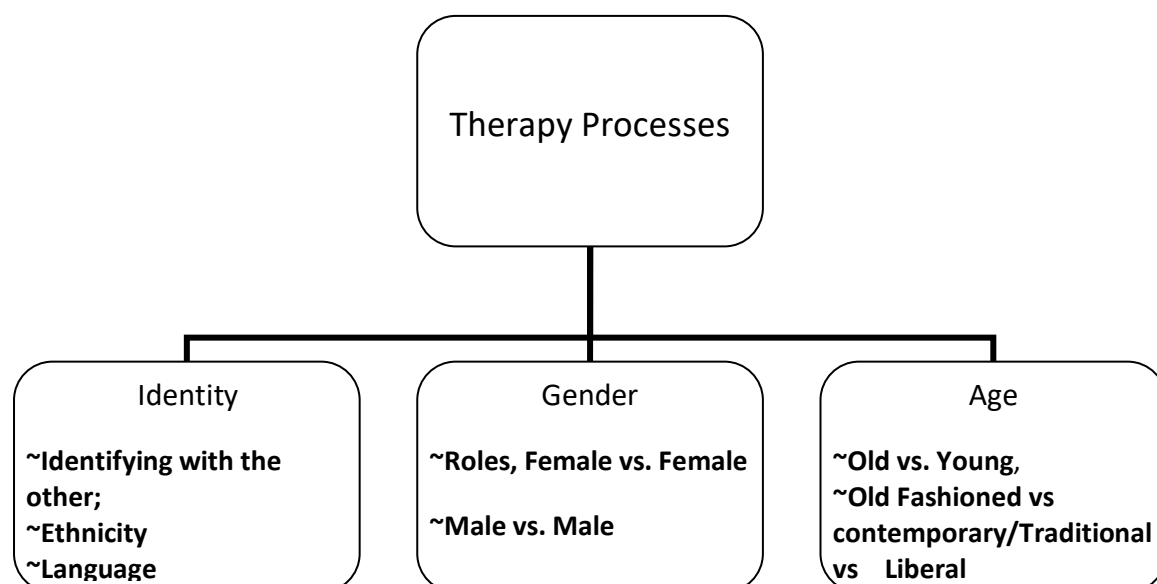 Therapy Processes
Identity
~Identifying with the
other;
~Ethnicity
~Language
Gender
~Roles, Female vs. Female
~Male vs. Male
Age
~Old vs. Young,
~Old Fashioned vs
contemporary/Traditional
vs Liberal